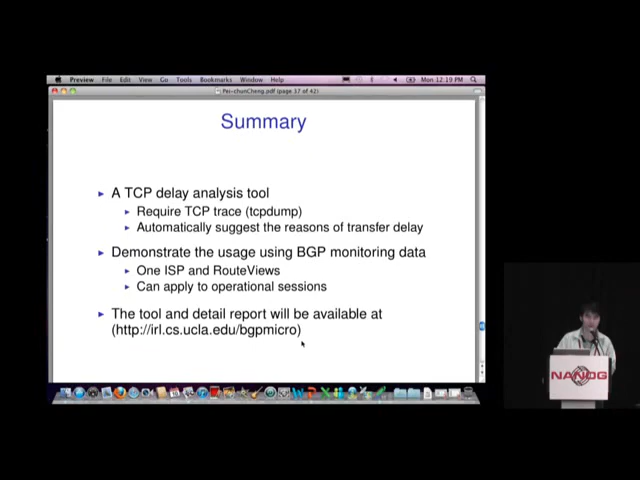 Preview File Edit View Go Tools Bookmarks Window Help Mon 12:19 PM
Pei-chunCheng.pdf (page 37 of 42)
Summary
A TCP delay analysis tool
Require TCP trace (tcpdump)
Automatically suggest the reasons of transfer delay
Demonstrate the usage using BGP monitoring data
One ISP and RouteViews
Can apply to operational sessions
The tool and detail report will be available at
(http://irl.cs.ucla.edu/bgpmicro)
NANOG